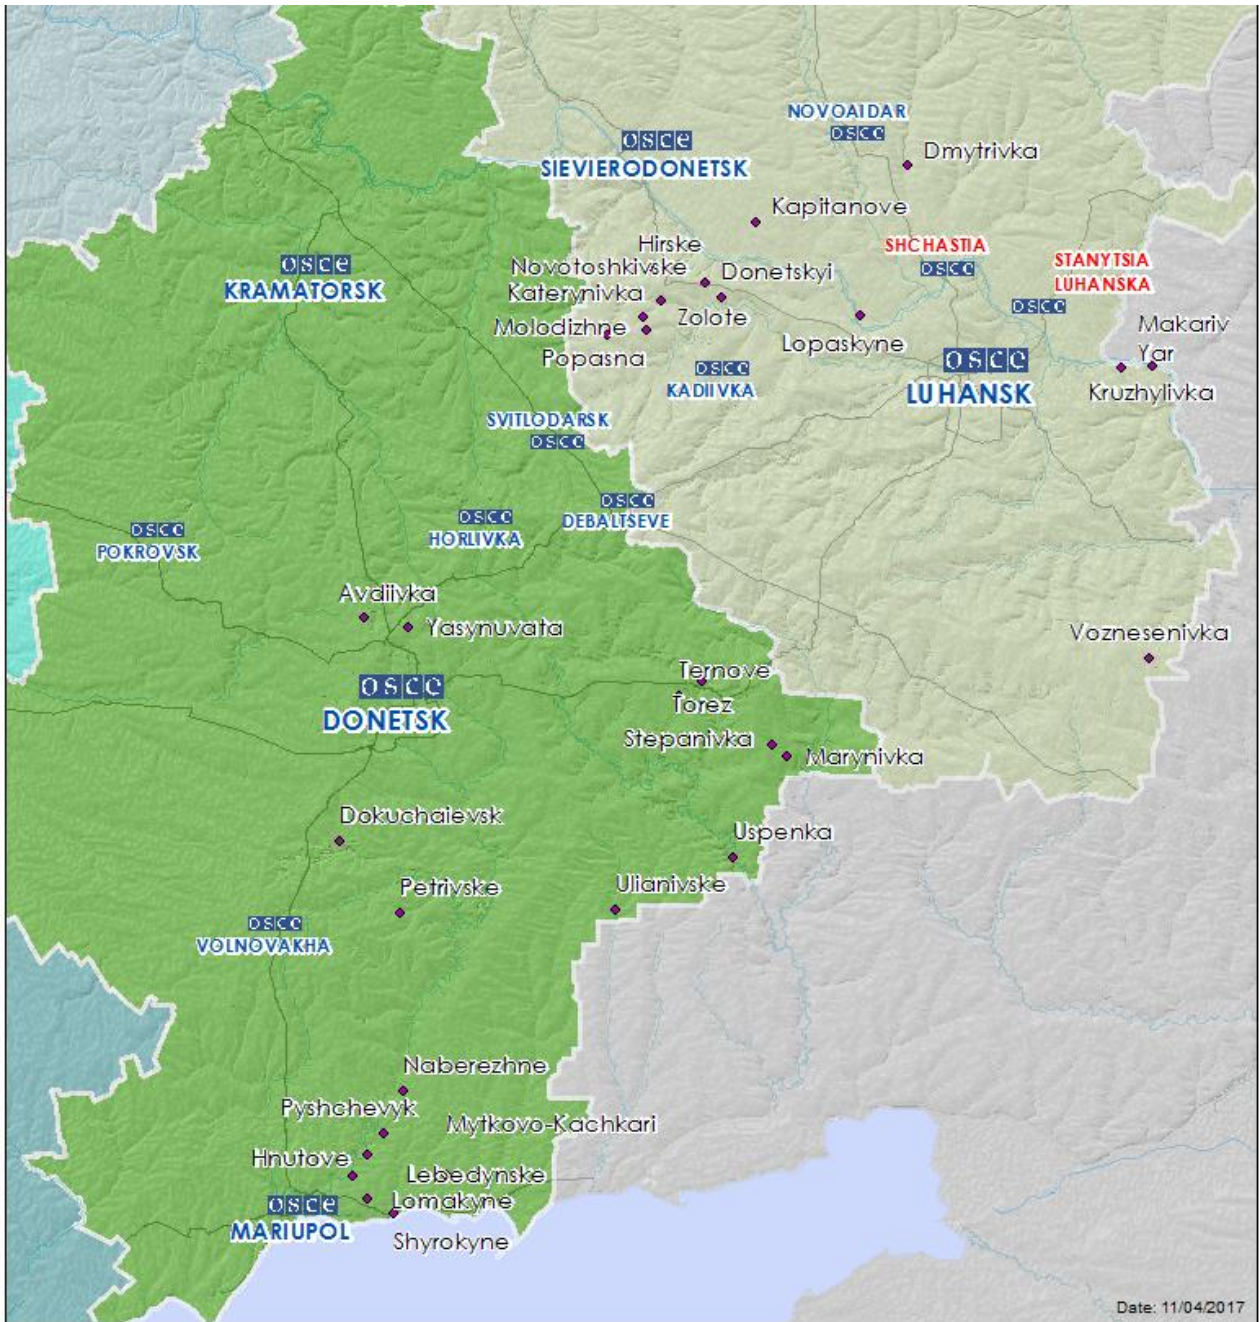 NOVOAIDAR
osce
osce
SIEVIERODONETSK
Dmytrivka
Kapitanove
Hirske
SHCHASTIA
osce
STANYTSIA
LUHANSKA
osce
osce
KRAMATORSK
Novotoshkivske
Donetskyi
Katerynivka
Molodizhne
Zolote
Popasna
Lopaskyne
Makariv
Yar
osce
KADIIVKA
osce
LUHANSK
Kruzhylivka
SVITLODARSK
osce
osce
DEBALTSEVE
osce
HORLIVKA
osce
POKROVSK
Avdiivka
Yasynuvata
Voznesenivka
Ternove
Torez
osce
DONETSK
Stepanivka
Marynivka
Dokuchaievsk
Uspenka
Petrivske
Ulianivske
osce
VOLNOVAKHA
Naberezhne
Pyshchevyk
Mytkovo-Kachkari
Hnutove
Lebedynske
osce
MARIUPOL
Lomakyne
Shyrokyne
Date: 11/04/2017